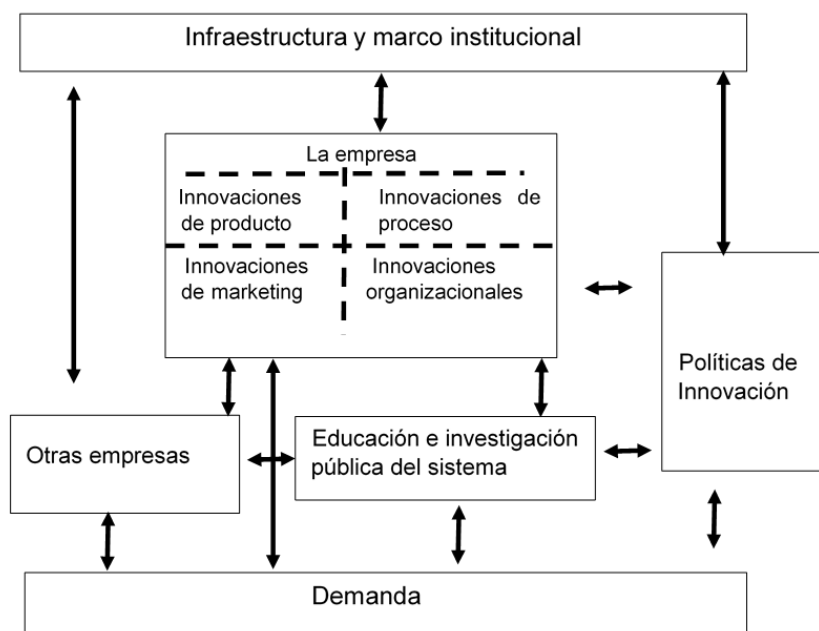 Infraestructura y marco institucional
La empresa
Innovaciones
de producto
Innovaciones de
proceso
Innovaciones
de marketing
Innovaciones
organizacionales
Políticas de
Innovación
Otras empresas
Educación e investigación
pública del sistema
Demanda